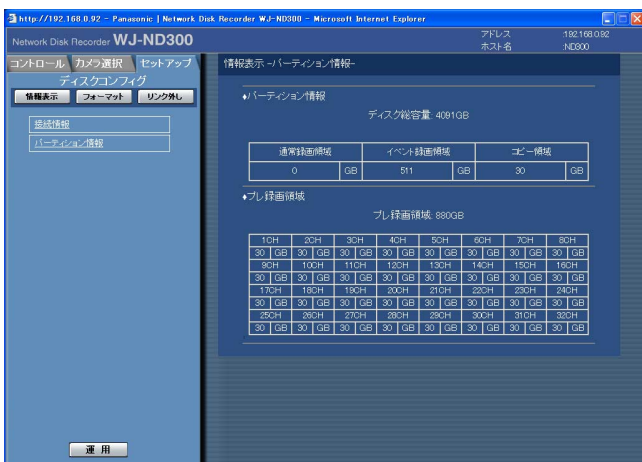 http://192.168.0.92 - Panasonic | Network Disk Recorder WJ-ND300 - Microsoft Internet Explorer
Network Disk Recorder WJ-ND300
アドレス :192.168.0.92
ホスト名 :ND300
コントロール カメラ選択 セットアップ
ディスクコンフィグ
情報表示 フォーマット リンク外し
接続情報
パーティション情報
情報表示 -パーティション情報-
◆パーティション情報
ディスク総容量: 4091GB
通常録画領域 イベント録画領域 コピー領域
0 GB 511 GB 30 GB
◆プレ録画領域
プレ録画領域: 880GB
1CH 2CH 3CH 4CH 5CH 6CH 7CH 8CH
30 GB 30 GB 30 GB 30 GB 30 GB 30 GB 30 GB 30 GB
9CH 10CH 11CH 12CH 13CH 14CH 15CH 16CH
30 GB 30 GB 30 GB 30 GB 30 GB 30 GB 30 GB 30 GB
17CH 18CH 19CH 20CH 21CH 22CH 23CH 24CH
30 GB 30 GB 30 GB 30 GB 30 GB 30 GB 30 GB 30 GB
25CH 26CH 27CH 28CH 29CH 30CH 31CH 32CH
30 GB 30 GB 30 GB 30 GB 30 GB 30 GB 30 GB 30 GB
運用